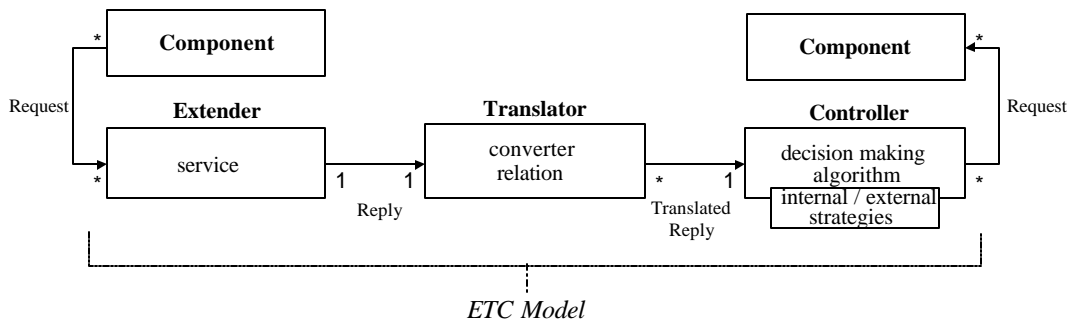 * Component
Component *
Request
Extender
Translator
Controller
Request
service
converter
relation
decision making
algorithm
internal / external
strategies
* 1 1 * 1 *
Reply
Translated
Reply
ETC Model